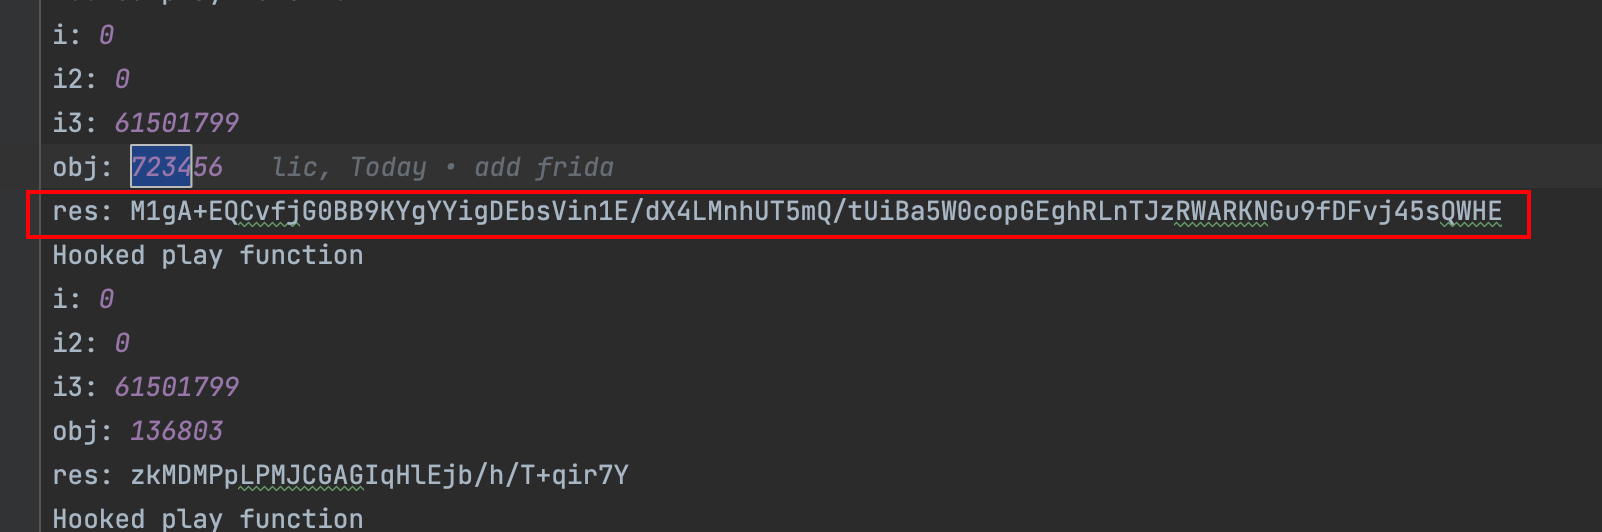 i: 0
i2: 0
i3: 61501799
obj: 723456 lic, Today • add frida
res: M1gA+EQCvfjG0BB9KYgYYigDEbsVin1E/dX4LMnhUT5mQ/tUiBa5W0copGEghRLnTJzRWARKNGu9fDFvj45sQWHE
Hooked play function
i: 0
i2: 0
i3: 61501799
obj: 136803
res: zkMDMPpLPMJCGAGIqHlEjb/h/T+qir7Y
Hooked play function